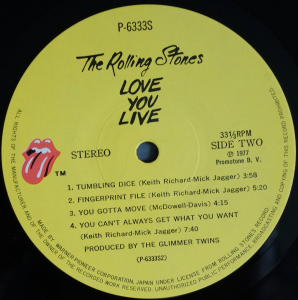 P-6333S
The Rolling Stones
LOVE
YOU
LIVE
STEREO
33⅓RPM
SIDE TWO
℗ 1977
Promotone B. V.
TM
1. TUMBLING DICE (Keith Richard-Mick Jagger) 3:58
2. FINGERPRINT FILE (Keith Richard-Mick Jagger) 5:20
3. YOU GOTTA MOVE (McDowell-Davis) 4:15
4. YOU CAN'T ALWAYS GET WHAT YOU WANT
(Keith Richard-Mick Jagger) 7:38
PRODUCED BY THE GLIMMER TWINS
(P-6333S2)
ALL RIGHTS OF THE MANUFACTURER AND OF THE OWNER OF THE RECORDED WORK RESERVED. UNAUTHORIZED PUBLIC PERFORMANCE, BROADCASTING AND COPYING OF THIS RECORD PROHIBITED.
MFD. BY WARNER-PIONEER CORPORATION, JAPAN UNDER LICENSE FROM ROLLING STONES RECORDS